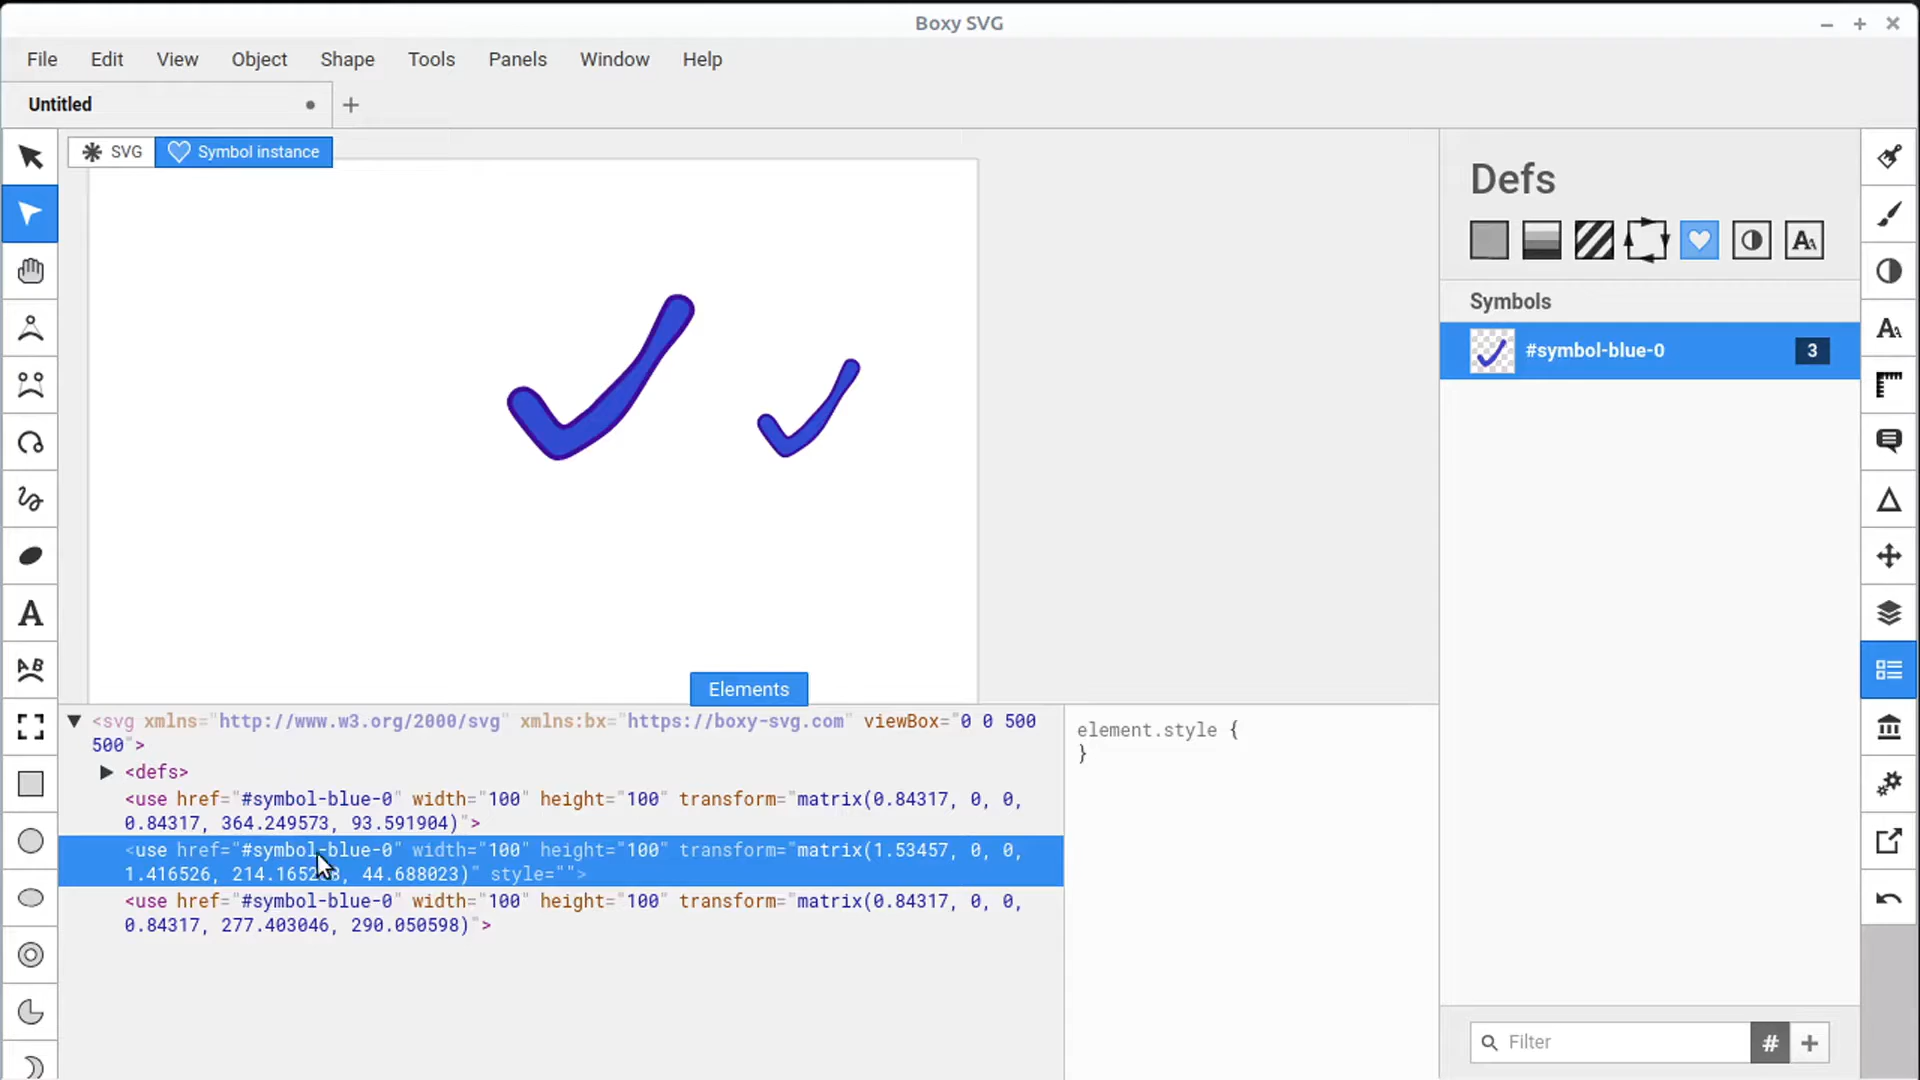 Boxy SVG
File Edit View Object Shape Tools Panels Window Help
Untitled
SVG Symbol instance
Defs
Symbols
#symbol-blue-0 3
Elements
<svg xmlns="http://www.w3.org/2000/svg" xmlns:bx="https://boxy-svg.com" viewBox="0 0 500
500">
<defs>
<use href="#symbol-blue-0" width="100" height="100" transform="matrix(0.84317, 0, 0,
0.84317, 364.249573, 93.591904)">
<use href="#symbol-blue-0" width="100" height="100" transform="matrix(1.53457, 0, 0,
1.416526, 44.688023)" style="">
<use href="#symbol-blue-0" width="100" height="100" transform="matrix(0.84317, 0, 0,
0.84317, 277.403046, 290.050598)">
element.style {
}
Filter #